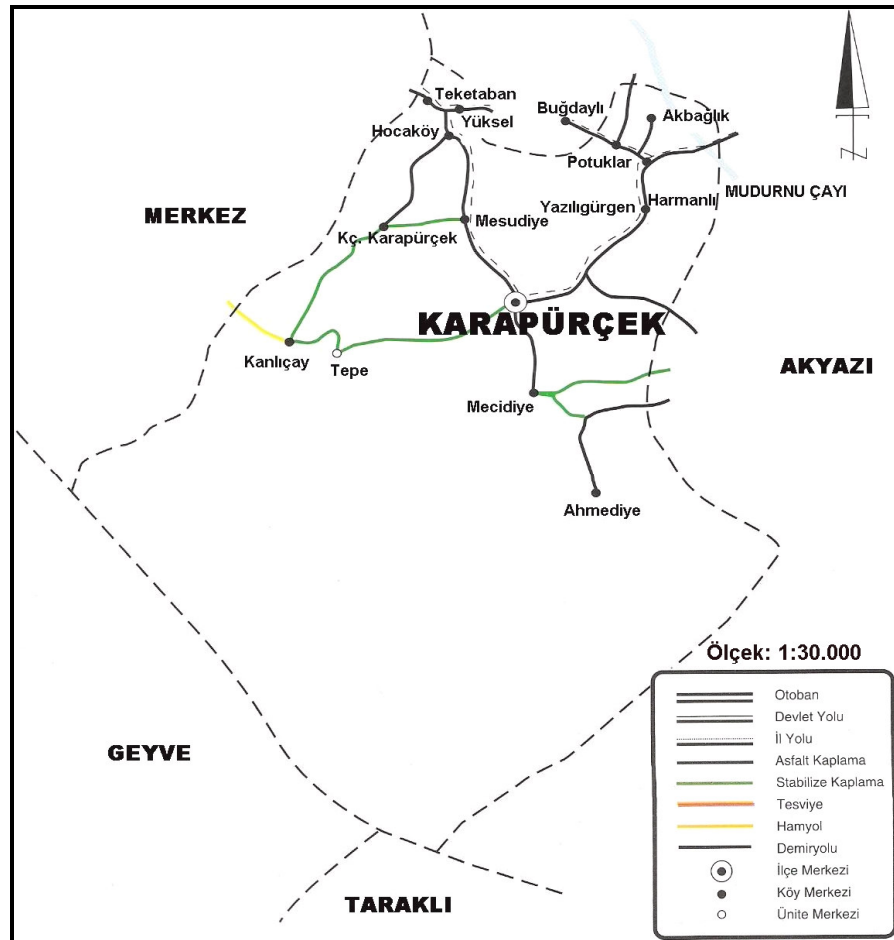 Teketaban
Yüksel
Hocaköy
Buğdaylı
Akbağlık
Potuklar
MERKEZ
Kç. Karapürçek
Mesudiye
Yazılıgürgen
Harmanlı
MUDURNU ÇAYI
N
KARAPÜRÇEK
Kanlıçay
Tepe
AKYAZI
Mecidiye
Ahmediye
Ölçek: 1:30.000
Otoban
Devlet Yolu
İl Yolu
Asfalt Kaplama
Stabilize Kaplama
Tesviye
Hamyol
Demiryolu
İlçe Merkezi
Köy Merkezi
Ünite Merkezi
GEYVE
TARAKLI